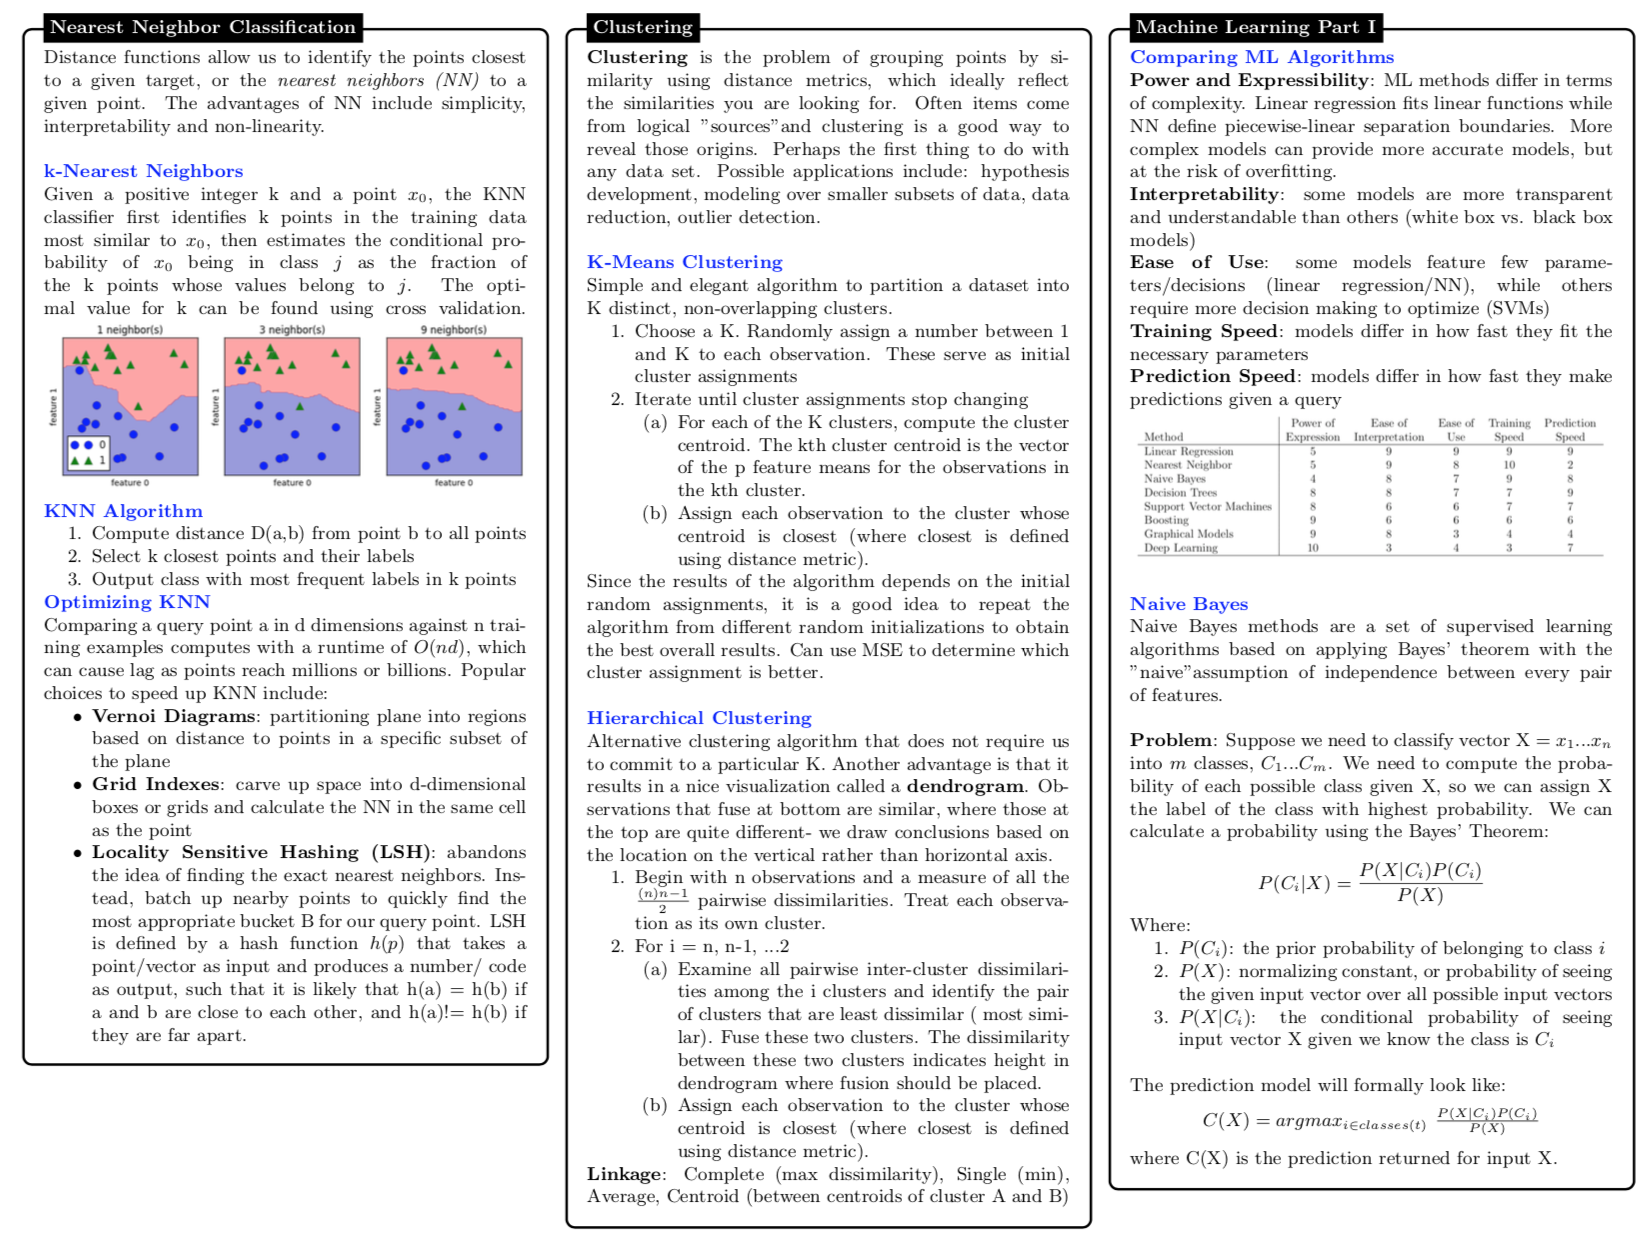 Nearest Neighbor Classification
Distance functions allow us to identify the points closest
to a given target, or the nearest neighbors (NN) to a
given point. The advantages of NN include simplicity,
interpretability and non-linearity.
k-Nearest Neighbors
Given a positive integer k and a point x₀, the KNN
classifier first identifies k points in the training data
most similar to x₀, then estimates the conditional pro-
bability of x₀ being in class j as the fraction of
the k points whose values belong to j. The opti-
mal value for k can be found using cross validation.
1 neighbor(s) 3 neighbor(s) 9 neighbor(s)
feature 1 feature 1 feature 1
0
1
feature 0 feature 0 feature 0
KNN Algorithm
1. Compute distance D(a,b) from point b to all points
2. Select k closest points and their labels
3. Output class with most frequent labels in k points
Optimizing KNN
Comparing a query point a in d dimensions against n trai-
ning examples computes with a runtime of O(nd), which
can cause lag as points reach millions or billions. Popular
choices to speed up KNN include:
• Vernoi Diagrams: partitioning plane into regions
based on distance to points in a specific subset of
the plane
• Grid Indexes: carve up space into d-dimensional
boxes or grids and calculate the NN in the same cell
as the point
• Locality Sensitive Hashing (LSH): abandons
the idea of finding the exact nearest neighbors. Ins-
tead, batch up nearby points to quickly find the
most appropriate bucket B for our query point. LSH
is defined by a hash function h(p) that takes a
point/vector as input and produces a number/ code
as output, such that it is likely that h(a) = h(b) if
a and b are close to each other, and h(a)!= h(b) if
they are far apart.
Clustering
Clustering is the problem of grouping points by si-
milarity using distance metrics, which ideally reflect
the similarities you are looking for. Often items come
from logical ”sources”and clustering is a good way to
reveal those origins. Perhaps the first thing to do with
any data set. Possible applications include: hypothesis
development, modeling over smaller subsets of data, data
reduction, outlier detection.
K-Means Clustering
Simple and elegant algorithm to partition a dataset into
K distinct, non-overlapping clusters.
1. Choose a K. Randomly assign a number between 1
and K to each observation. These serve as initial
cluster assignments
2. Iterate until cluster assignments stop changing
(a) For each of the K clusters, compute the cluster
centroid. The kth cluster centroid is the vector
of the p feature means for the observations in
the kth cluster.
(b) Assign each observation to the cluster whose
centroid is closest (where closest is defined
using distance metric).
Since the results of the algorithm depends on the initial
random assignments, it is a good idea to repeat the
algorithm from different random initializations to obtain
the best overall results. Can use MSE to determine which
cluster assignment is better.
Hierarchical Clustering
Alternative clustering algorithm that does not require us
to commit to a particular K. Another advantage is that it
results in a nice visualization called a dendrogram. Ob-
servations that fuse at bottom are similar, where those at
the top are quite different- we draw conclusions based on
the location on the vertical rather than horizontal axis.
1. Begin with n observations and a measure of all the
(n)n−1/2 pairwise dissimilarities. Treat each observa-
tion as its own cluster.
2. For i = n, n-1, ...2
(a) Examine all pairwise inter-cluster dissimilari-
ties among the i clusters and identify the pair
of clusters that are least dissimilar ( most simi-
lar). Fuse these two clusters. The dissimilarity
between these two clusters indicates height in
dendrogram where fusion should be placed.
(b) Assign each observation to the cluster whose
centroid is closest (where closest is defined
using distance metric).
Linkage: Complete (max dissimilarity), Single (min),
Average, Centroid (between centroids of cluster A and B)
Machine Learning Part I
Comparing ML Algorithms
Power and Expressibility: ML methods differ in terms
of complexity. Linear regression fits linear functions while
NN define piecewise-linear separation boundaries. More
complex models can provide more accurate models, but
at the risk of overfitting.
Interpretability: some models are more transparent
and understandable than others (white box vs. black box
models)
Ease of Use: some models feature few parame-
ters/decisions (linear regression/NN), while others
require more decision making to optimize (SVMs)
Training Speed: models differ in how fast they fit the
necessary parameters
Prediction Speed: models differ in how fast they make
predictions given a query
Power of Ease of Ease of Training Prediction
Method Expression Interpretation Use Speed Speed
Linear Regression 5 9 9 9 9
Nearest Neighbor 5 9 8 10 2
Naive Bayes 4 8 7 9 8
Decision Trees 8 8 7 7 9
Support Vector Machines 8 6 6 7 7
Boosting 9 6 6 6 6
Graphical Models 9 8 3 4 4
Deep Learning 10 3 4 3 7
Naive Bayes
Naive Bayes methods are a set of supervised learning
algorithms based on applying Bayes’ theorem with the
”naive”assumption of independence between every pair
of features.
Problem: Suppose we need to classify vector X = x₁...xₙ
into m classes, C₁...Cₘ. We need to compute the proba-
bility of each possible class given X, so we can assign X
the label of the class with highest probability. We can
calculate a probability using the Bayes’ Theorem:
P(Cᵢ|X) = P(X|Cᵢ)P(Cᵢ)/P(X)
Where:
1. P(Cᵢ): the prior probability of belonging to class i
2. P(X): normalizing constant, or probability of seeing
the given input vector over all possible input vectors
3. P(X|Cᵢ): the conditional probability of seeing
input vector X given we know the class is Cᵢ
The prediction model will formally look like:
C(X) = argmax_{i∈classes(t)} P(X|Cᵢ)P(Cᵢ)/P(X)
where C(X) is the prediction returned for input X.